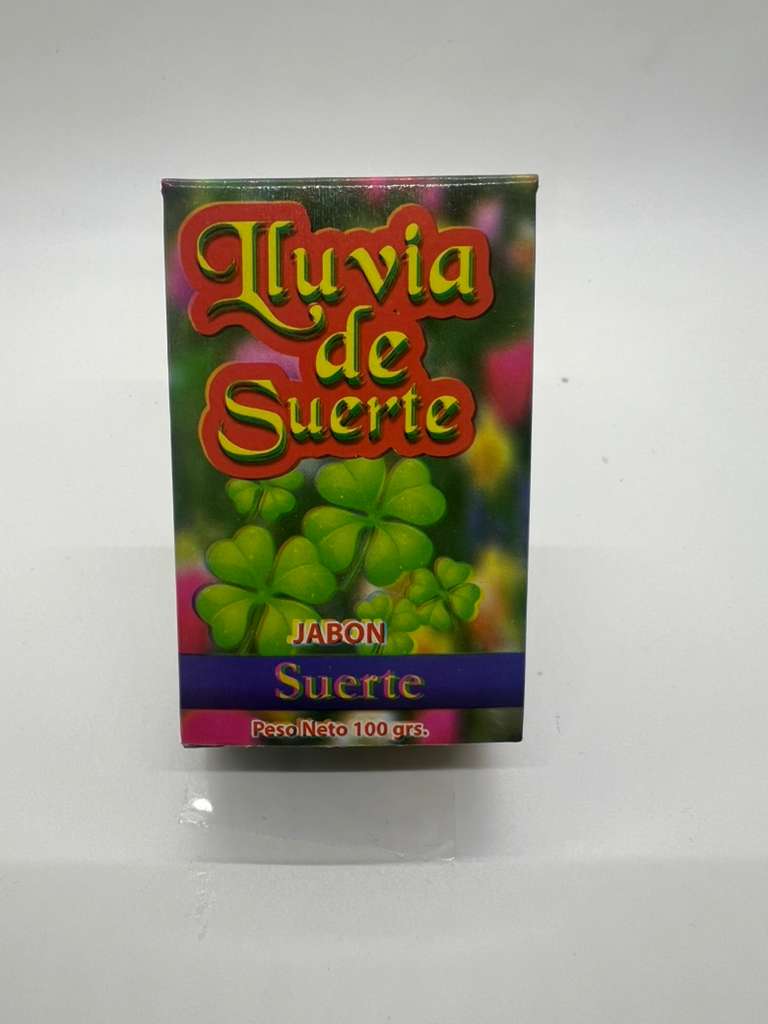 Lluvia
de
Suerte
JABON
Suerte
Peso Neto 100 grs.